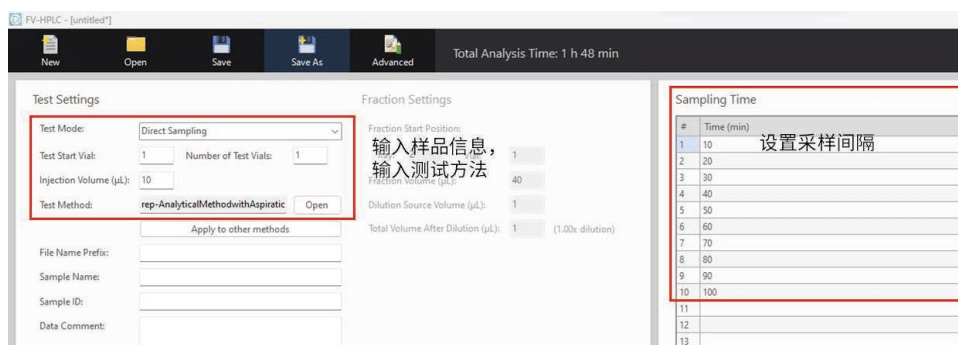 FV-HPLC - [untitled*]
New Open Save Save As Advanced Total Analysis Time: 1 h 48 min
Test Settings
Test Mode: Direct Sampling
Test Start Vial: 1 Number of Test Vials: 1
Injection Volume (µL): 10
Test Method: rep-AnalyticalMethodwithAspiratic Open
Apply to other methods
File Name Prefix:
Sample Name:
Sample ID:
Data Comment:
Fraction Settings
Fraction Start Position:
1
Fraction Volume (µL): 40
Dilution Source Volume (µL): 1
Total Volume After Dilution (µL): 1 (1.00x dilution)
输入样品信息，
输入测试方法
Sampling Time
# Time (min)
设置采样间隔
1 10
2 20
3 30
4 40
5 50
6 60
7 70
8 80
9 90
10 100
11
12
13